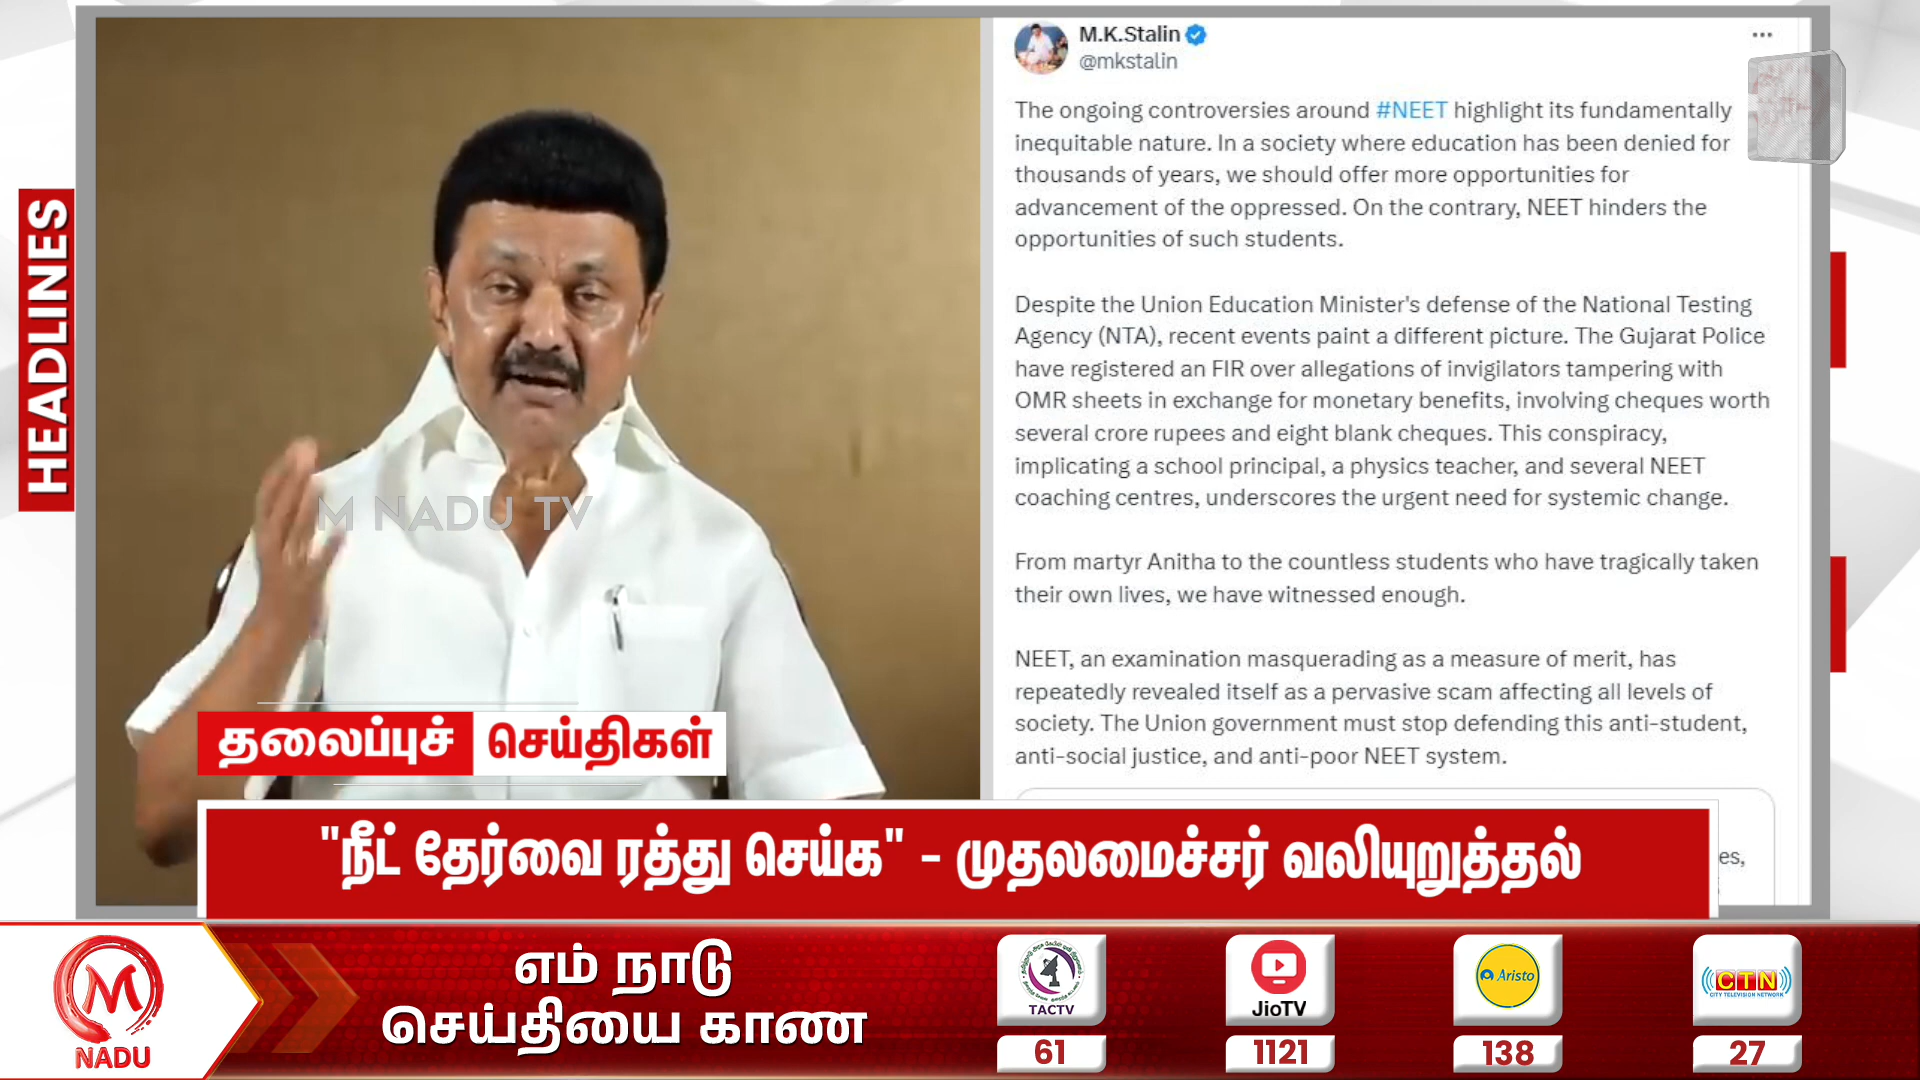 HEADLINES
M.K.Stalin
@mkstalin
The ongoing controversies around #NEET highlight its fundamentally
inequitable nature. In a society where education has been denied for
thousands of years, we should offer more opportunities for
advancement of the oppressed. On the contrary, NEET hinders the
opportunities of such students.
Despite the Union Education Minister's defense of the National Testing
Agency (NTA), recent events paint a different picture. The Gujarat Police
have registered an FIR over allegations of invigilators tampering with
OMR sheets in exchange for monetary benefits, involving cheques worth
several crore rupees and eight blank cheques. This conspiracy,
implicating a school principal, a physics teacher, and several NEET
coaching centres, underscores the urgent need for systemic change.
From martyr Anitha to the countless students who have tragically taken
their own lives, we have witnessed enough.
NEET, an examination masquerading as a measure of merit, has
repeatedly revealed itself as a pervasive scam affecting all levels of
society. The Union government must stop defending this anti-student,
anti-social justice, and anti-poor NEET system.
es,
M NADU TV
தலைப்புச் செய்திகள்
"நீட் தேர்வை ரத்து செய்க" - முதலமைச்சர் வலியுறுத்தல்
M
NADU
எம் நாடு
செய்தியை காண
TACTV
61
JioTV
1121
Aristo
138
CTN
CITY TELEVISION NETWORK
27